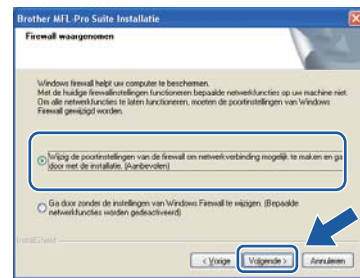 Brother MFL-Pro Suite Installatie
Firewall waargenomen
Windows firewall helpt uw computer te beschermen.
Met de huidige firewallinstellingen functioneren bepaalde netwerkfuncties op uw machine niet.
Om alle netwerkfuncties te laten functioneren, moeten de poortinstellingen van Windows
Firewall gewijzigd worden.
Wijzig de poortinstellingen van de firewall om netwerkverbinding mogelijk te maken en ga
door met de installatie. (Aanbevolen)
Ga door zonder de instellingen van Windows Firewall te wijzigen. (Bepaalde
netwerkfuncties worden gedeactiveerd)
InstallShield
< Vorige
Volgende >
Annuleren